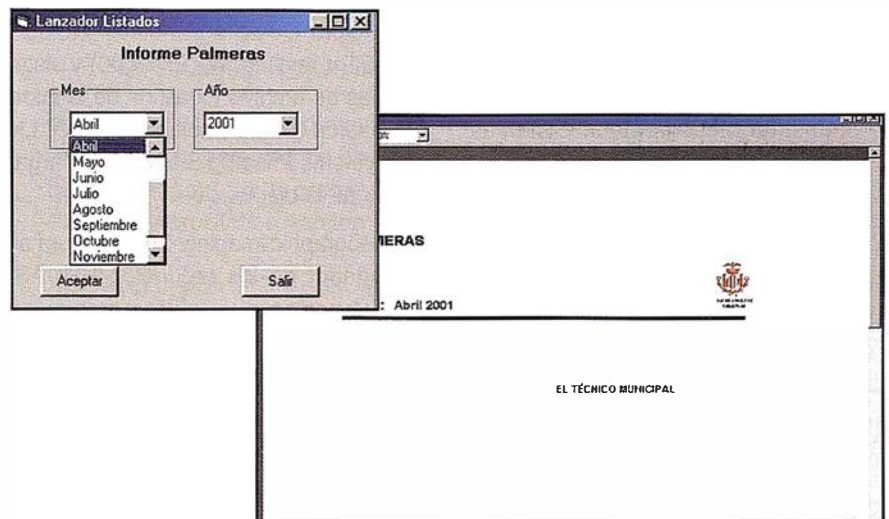 Lanzador Listados
Informe Palmeras
Mes
Año
Abril
2001
Abril
Mayo
Junio
Julio
Agosto
Septiembre
Octubre
Noviembre
Aceptar
Salir
MERAS
: Abril 2001
EL TÉCNICO MUNICIPAL